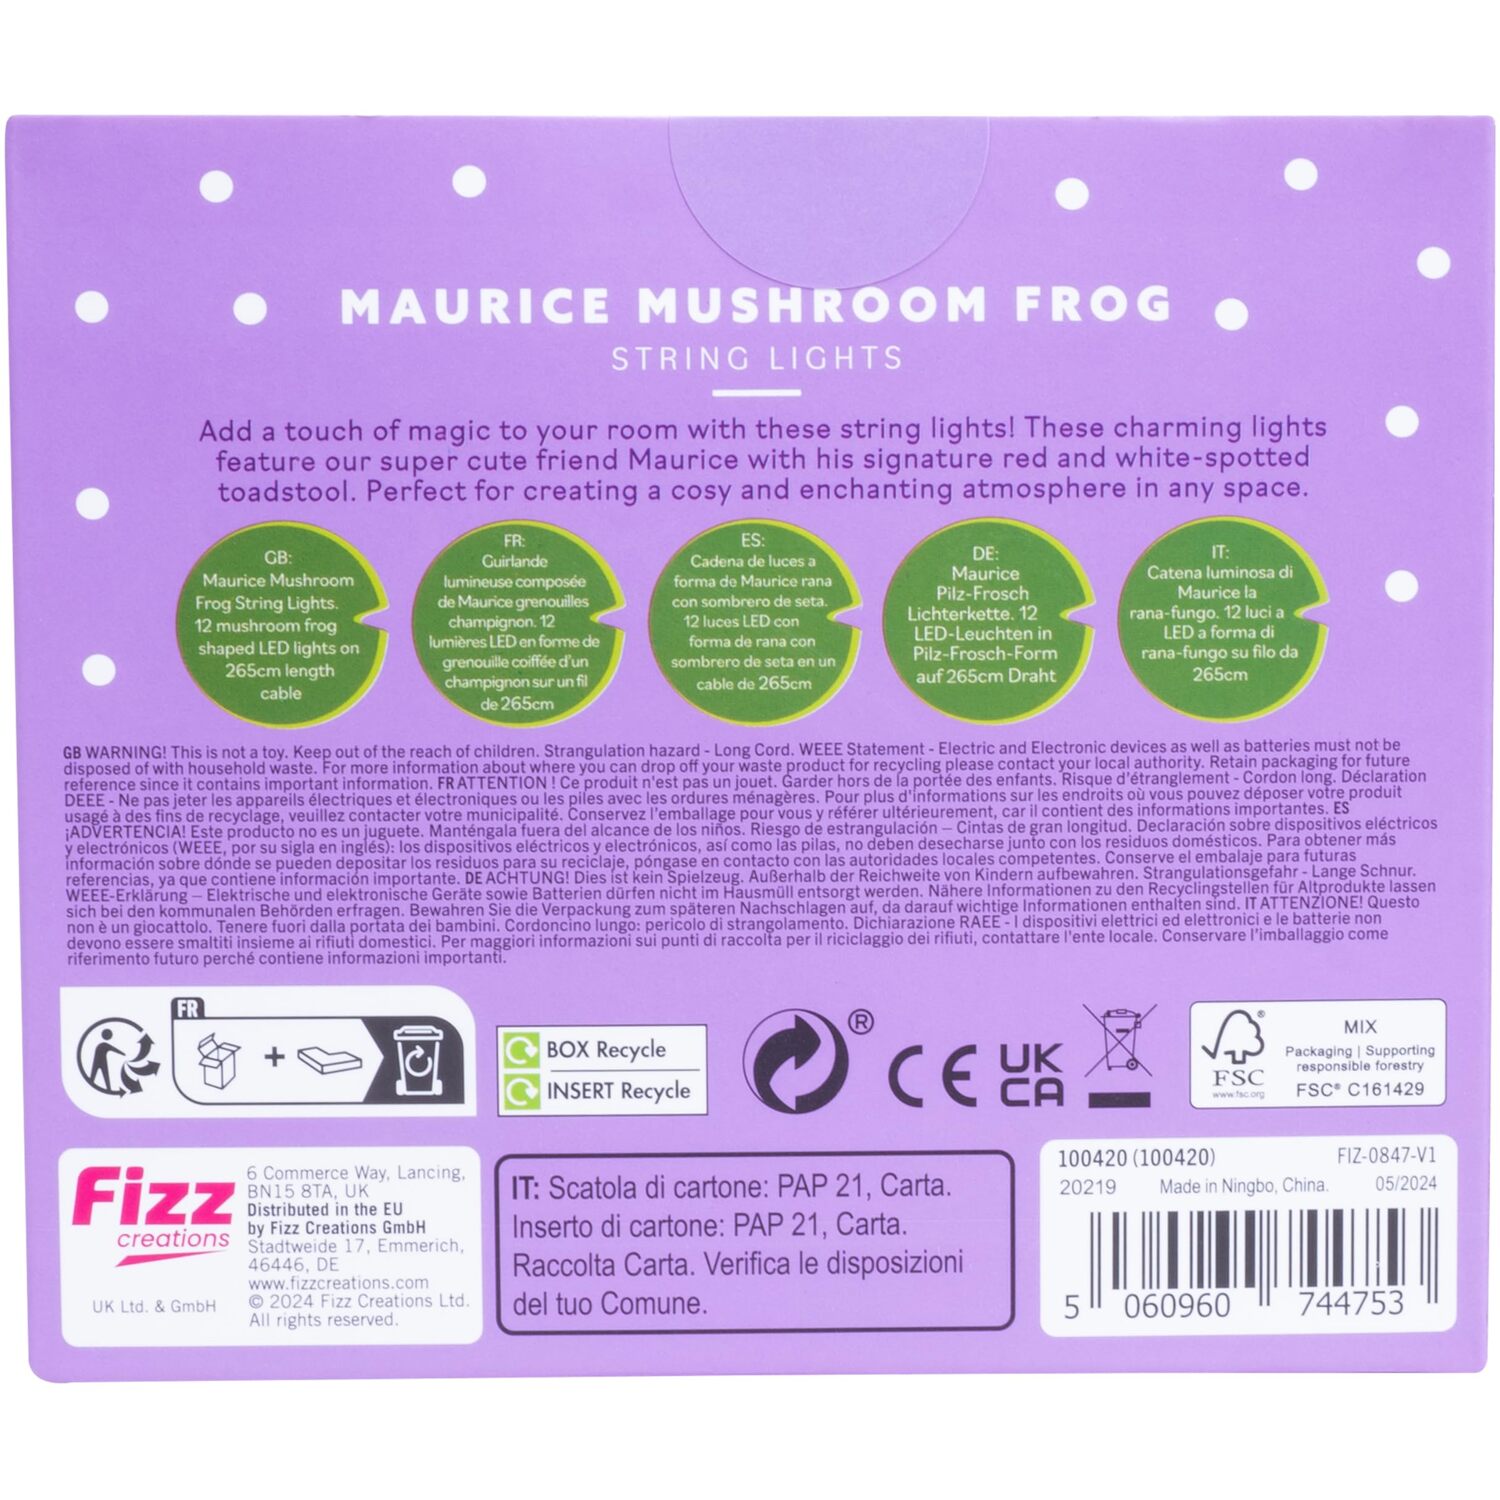 MAURICE MUSHROOM FROG
STRING LIGHTS
Add a touch of magic to your room with these string lights! These charming lights
feature our super cute friend Maurice with his signature red and white-spotted
toadstool. Perfect for creating a cosy and enchanting atmosphere in any space.
GB:
Maurice Mushroom
Frog String Lights.
12 mushroom frog
shaped LED lights on
265cm length
cable
FR:
Guirlande
lumineuse composée
de Maurice grenouilles
champignon. 12
lumières LED en forme de
grenouille coiffée d'un
champignon sur un fil
de 265cm
ES:
Cadena de luces a
forma de Maurice rana
con sombrero de seta.
12 luces LED con
forma de rana con
sombrero de seta en un
cable de 265cm
DE:
Maurice
Pilz-Frosch
Lichterkette. 12
LED-Leuchten in
Pilz-Frosch-Form
auf 265cm Draht
IT:
Catena luminosa di
Maurice la
rana-fungo. 12 luci a
LED a forma di
rana-fungo su filo da
265cm
GB WARNING! This is not a toy. Keep out of the reach of children. Strangulation hazard - Long Cord. WEEE Statement - Electric and Electronic devices as well as batteries must not be
disposed of with household waste. For more information about where you can drop off your waste product for recycling please contact your local authority. Retain packaging for future
reference since it contains important information. FR ATTENTION ! Ce produit n'est pas un jouet. Garder hors de la portée des enfants. Risque d'étranglement - Cordon long. Déclaration
DEEE - Ne pas jeter les appareils électriques et électroniques ou les piles avec les ordures ménagères. Pour plus d'informations sur les endroits où vous pouvez déposer votre produit
usagé à des fins de recyclage, veuillez contacter votre municipalité. Conservez l'emballage pour vous y référer ultérieurement, car il contient des informations importantes. ES
¡ADVERTENCIA! Este producto no es un juguete. Manténgala fuera del alcance de los niños. Riesgo de estrangulación – Cintas de gran longitud. Declaración sobre dispositivos eléctricos
y electrónicos (WEEE, por su sigla en inglés): los dispositivos eléctricos y electrónicos, así como las pilas, no deben desecharse junto con los residuos domésticos. Para obtener más
información sobre dónde se pueden depositar los residuos para su reciclaje, póngase en contacto con las autoridades locales competentes. Conserve el embalaje para futuras
referencias, ya que contiene información importante. DE ACHTUNG! Dies ist kein Spielzeug. Außerhalb der Reichweite von Kindern aufbewahren. Strangulationsgefahr - Lange Schnur.
WEEE-Erklärung – Elektrische und elektronische Geräte sowie Batterien dürfen nicht im Hausmüll entsorgt werden. Nähere Informationen zu den Recyclingstellen für Altprodukte lassen
sich bei den kommunalen Behörden erfragen. Bewahren Sie die Verpackung zum späteren Nachschlagen auf, da darauf wichtige Informationen enthalten sind. IT ATTENZIONE! Questo
non è un giocattolo. Tenere fuori dalla portata dei bambini. Cordoncino lungo: pericolo di strangolamento. Dichiarazione RAEE - I dispositivi elettrici ed elettronici e le batterie non
devono essere smaltiti insieme ai rifiuti domestici. Per maggiori informazioni sui punti di raccolta per il riciclaggio dei rifiuti, contattare l'ente locale. Conservare l'imballaggio come
riferimento futuro perché contiene informazioni importanti.
FR
+
BOX Recycle
INSERT Recycle
®
CE
UK
CA
FSC®
www.fsc.org
MIX
Packaging | Supporting
responsible forestry
FSC® C161429
Fizz
creations
UK Ltd. & GmbH
6 Commerce Way, Lancing,
BN15 8TA, UK
Distributed in the EU
by Fizz Creations GmbH
Stadtweide 17, Emmerich,
46446, DE
www.fizzcreations.com
© 2024 Fizz Creations Ltd.
All rights reserved.
IT: Scatola di cartone: PAP 21, Carta.
Inserto di cartone: PAP 21, Carta.
Raccolta Carta. Verifica le disposizioni
del tuo Comune.
100420 (100420) FIZ-0847-V1
20219 Made in Ningbo, China. 05/2024
5 060960 744753